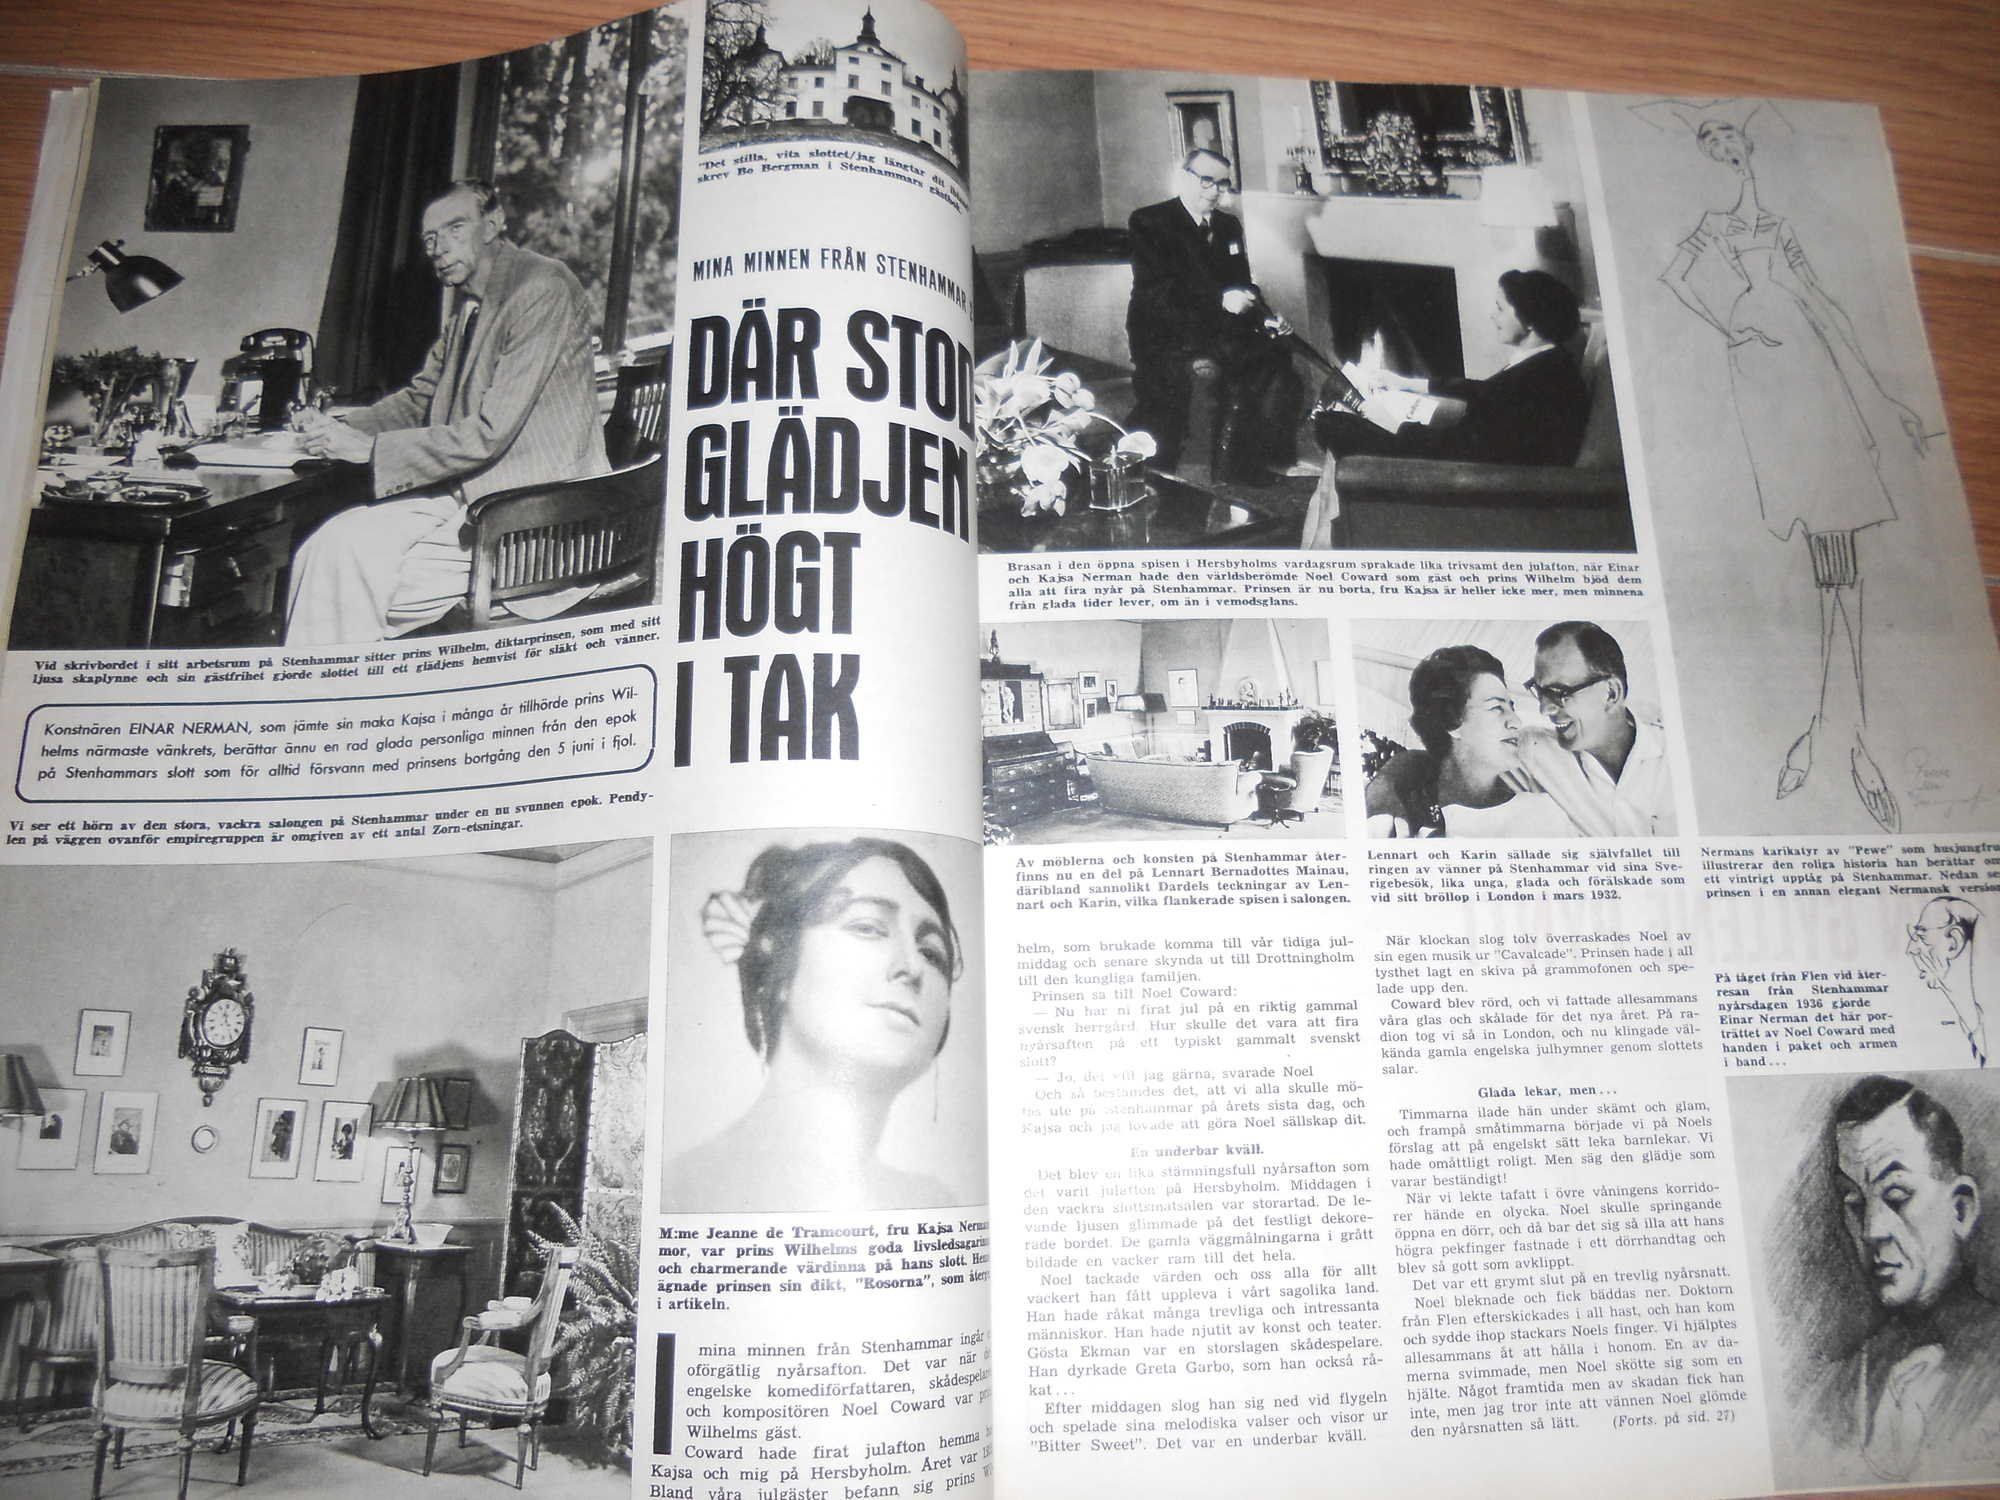 "Det stilla, vita slottet/jag längtar dit
skrev Bo Bergman i Stenhammars gästbok.
MINA MINNEN FRÅN STENHAMMAR
DÄR STOD
GLÄDJEN
HÖGT
I TAK
Vid skrivbordet i sitt arbetsrum på Stenhammar sitter prins Wilhelm, diktarprinsen, som med sitt
ljusa skaplynne och sin gästfrihet gjorde slottet till ett glädjens hemvist för släkt och vänner.
Konstnären EINAR NERMAN, som jämte sin maka Kajsa i många år tillhörde prins Wil-
helms närmaste vänkrets, berättar ännu en rad glada personliga minnen från den epok
på Stenhammars slott som för alltid försvann med prinsens bortgång den 5 juni i fjol.
Vi ser ett hörn av den stora, vackra salongen på Stenhammar under en nu svunnen epok. Pendy-
len på väggen ovanför empiregruppen är omgiven av ett antal Zorn-etsningar.
M:me Jeanne de Tramcourt, fru Kajsa Nerman
mor, var prins Wilhelms goda livsledsagarinna
och charmerande värdinna på hans slott.
ägnade prinsen sin dikt, "Rosorna", som
i artikeln.
I mina minnen från Stenhammar ingår
oförgätlig nyårsafton. Det var när
engelske komediförfattaren,
och kompositören Noel Coward var
Wilhelms gäst.
Coward hade firat julafton hemma
Kajsa och mig på Hersbyholm. Året var
Bland våra julgäster befann sig prins
Brasan i den öppna spisen i Hersbyholms vardagsrum sprakade lika trivsamt den julafton, när Einar
och Kajsa Nerman hade den världsberömde Noel Coward som gäst och prins Wilhelm bjöd dem
alla att fira nyår på Stenhammar. Prinsen är nu borta, fru Kajsa är heller icke mer, men minnena
från glada tider lever, om än i vemodsglans.
Av möblerna och konsten på Stenhammar åter-
finns nu en del på Lennart Bernadottes Mainau,
däribland sannolikt Dardels teckningar av Len-
nart och Karin, vilka flankerade spisen i salongen.
Lennart och Karin sällade sig självfallet till
ringen av vänner på Stenhammar vid sina Sve-
rigebesök, lika unga, glada och förälskade som
vid sitt bröllop i London i mars 1932.
Nermans karikatyr av "Pewe" som husjungfru
illustrerar den roliga historia han berättar om
ett vintrigt upptåg på Stenhammar. Nedan ses
prinsen i en annan elegant Nermansk version
helm, som brukade komma till vår tidiga jul-
middag och senare skynda ut till Drottningholm
till den kungliga familjen.
Prinsen sa till Noel Coward:
— Nu har ni firat jul på en riktig gammal
svensk herrgård. Hur skulle det vara att fira
nyårsafton på ett typiskt gammalt svenskt
slott?
— Jo, det vill jag gärna, svarade Noel
Och så bestämdes det, att vi alla skulle mö-
tas ute på Stenhammar på årets sista dag, och
Kajsa och jag lovade att göra Noel sällskap dit.
En underbar kväll.
Det blev en lika stämningsfull nyårsafton som
det varit julafton på Hersbyholm. Middagen i
den vackra slottsmatsalen var storartad. De le-
vande ljusen glimmade på det festligt dekore-
rade bordet. De gamla väggmålningarna i grått
bildade en vacker ram till det hela.
Noel tackade värden och oss alla för allt
vackert han fått uppleva i vårt sagolika land.
Han hade råkat många trevliga och intressanta
människor. Han hade njutit av konst och teater.
Gösta Ekman var en storslagen skådespelare.
Han dyrkade Greta Garbo, som han också rå-
kat...
Efter middagen slog han sig ned vid flygeln
och spelade sina melodiska valser och visor ur
"Bitter Sweet". Det var en underbar kväll.
När klockan slog tolv överraskades Noel av
sin egen musik ur "Cavalcade". Prinsen hade i all
tysthet lagt en skiva på grammofonen och spe-
lade upp den.
Coward blev rörd, och vi fattade allesammans
våra glas och skålade för det nya året. På ra-
dion tog vi så in London, och nu klingade väl-
kända gamla engelska julhymner genom slottets
salar.
Glada lekar, men...
Timmarna ilade hän under skämt och glam,
och frampå småtimmarna började vi på Noels
förslag att på engelskt sätt leka barnlekar. Vi
hade omåttligt roligt. Men säg den glädje som
varar beständigt!
När vi lekte tafatt i övre våningens korrido-
rer hände en olycka. Noel skulle springande
öppna en dörr, och då bar det sig så illa att hans
högra pekfinger fastnade i ett dörrhandtag och
blev så gott som avklippt.
Det var ett grymt slut på en trevlig nyårsnatt.
Noel bleknade och fick bäddas ner. Doktorn
från Flen efterskickades i all hast, och han kom
och sydde ihop stackars Noels finger. Vi hjälptes
allesammans åt att hålla i honom. En av da-
merna svimmade, men Noel skötte sig som en
hjälte. Något framtida men av skadan fick han
inte, men jag tror inte att vännen Noel glömde
den nyårsnatten så lätt. (Forts. på sid. 27)
På tåget från Flen vid åter-
resan från Stenhammar
nyårsdagen 1936 gjorde
Einar Nerman det här por-
trättet av Noel Coward med
handen i paket och armen
i band...